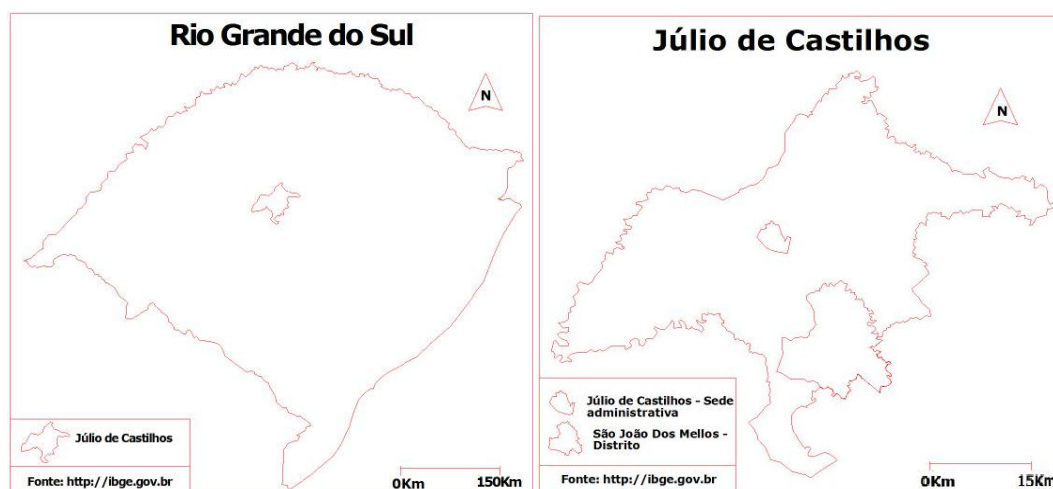 Rio Grande do Sul
N
Júlio de Castilhos
Fonte: http://ibge.gov.br
0Km
150Km
Júlio de Castilhos
N
Júlio de Castilhos - Sede
administrativa
São João Dos Mellos -
Distrito
Fonte: http://ibge.gov.br
0Km
15Km